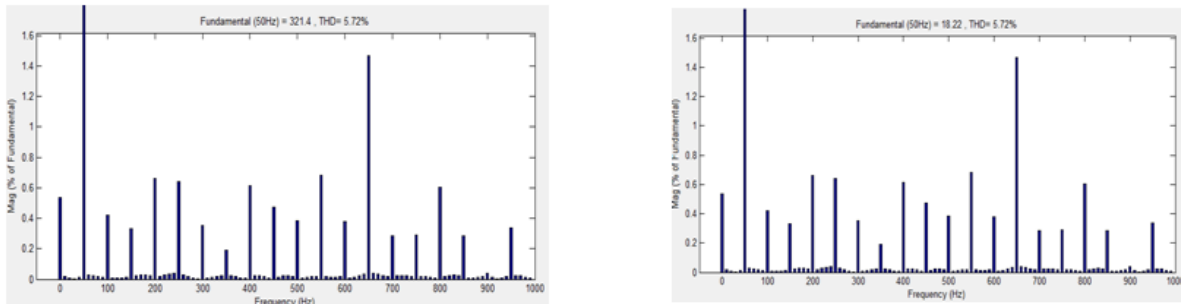 Fundamental (50Hz) = 321.4 , THD= 5.72%
1.6
1.4
1.2
1
0.8
0.6
0.4
0.2
0
Mag (% of Fundamental)
0 100 200 300 400 500 600 700 800 900 1000
Frequency (Hz)
Fundamental (50Hz) = 18.22 , THD= 5.72%
1.6
1.4
1.2
1
0.8
0.6
0.4
0.2
0
Mag (% of Fundamental)
0 100 200 300 400 500 600 700 800 900 1000
Frequency (Hz)